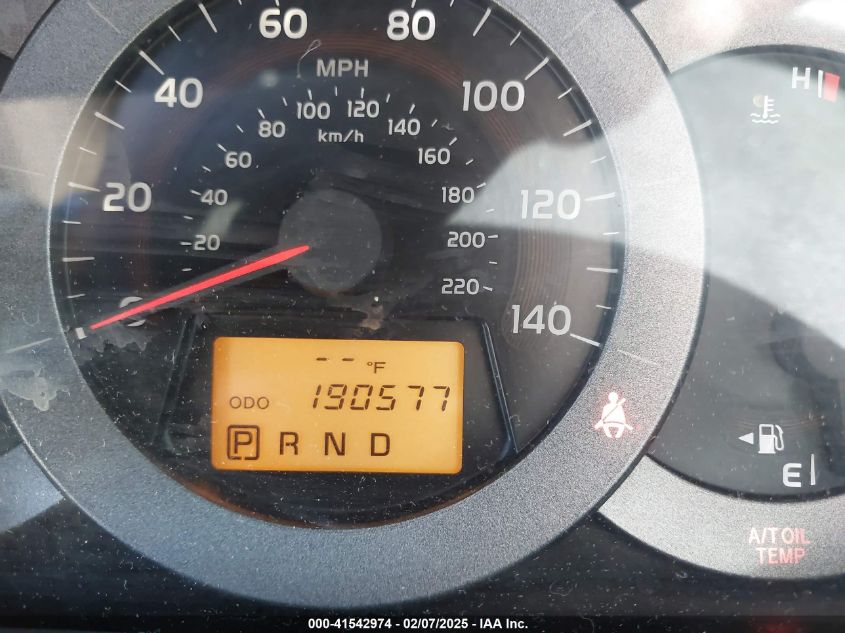 60 80
MPH
40 100
100 120
80 140
km/h
60 160
20 40 180 120
20 200
220
0 140
-- °F
ODO 190577
P R N D
H
E
A/T OIL
TEMP
000-41542974 - 02/07/2025 - IAA Inc.